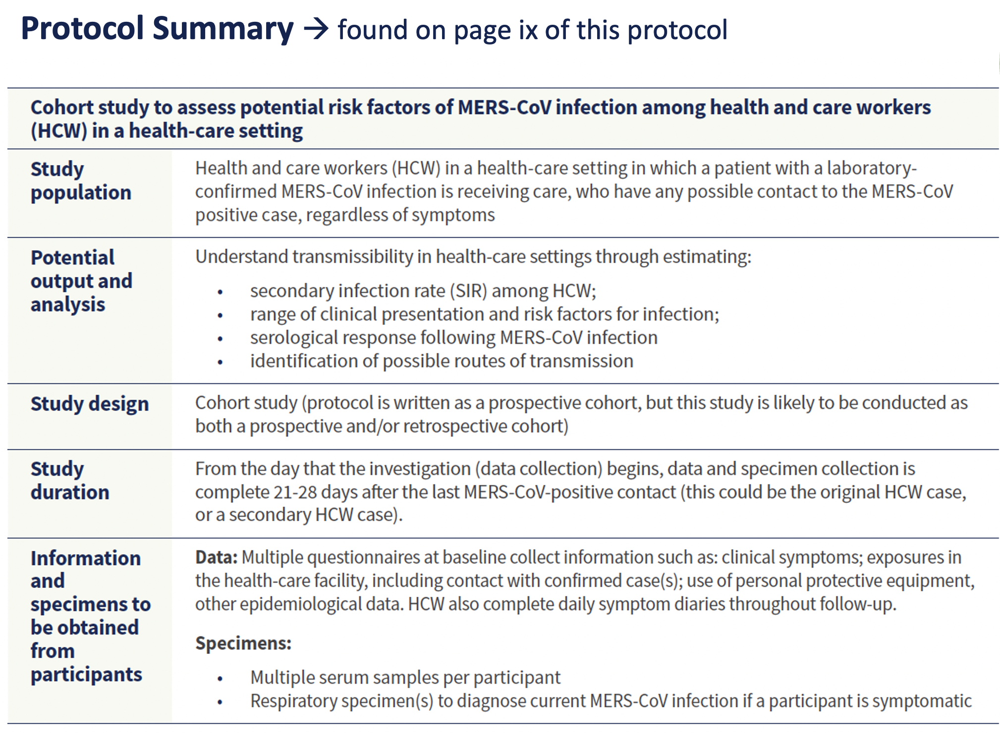 Protocol Summary → found on page ix of this protocol
Cohort study to assess potential risk factors of MERS-CoV infection among health and care workers
(HCW) in a health-care setting
Study
population
Health and care workers (HCW) in a health-care setting in which a patient with a laboratory-
confirmed MERS-CoV infection is receiving care, who have any possible contact to the MERS-CoV
positive case, regardless of symptoms
Potential
output and
analysis
Understand transmissibility in health-care settings through estimating:
• secondary infection rate (SIR) among HCW;
• range of clinical presentation and risk factors for infection;
• serological response following MERS-CoV infection
• identification of possible routes of transmission
Study design
Cohort study (protocol is written as a prospective cohort, but this study is likely to be conducted as
both a prospective and/or retrospective cohort)
Study
duration
From the day that the investigation (data collection) begins, data and specimen collection is
complete 21-28 days after the last MERS-CoV-positive contact (this could be the original HCW case,
or a secondary HCW case).
Information
and
specimens to
be obtained
from
participants
Data: Multiple questionnaires at baseline collect information such as: clinical symptoms; exposures in
the health-care facility, including contact with confirmed case(s); use of personal protective equipment,
other epidemiological data. HCW also complete daily symptom diaries throughout follow-up.
Specimens:
• Multiple serum samples per participant
• Respiratory specimen(s) to diagnose current MERS-CoV infection if a participant is symptomatic